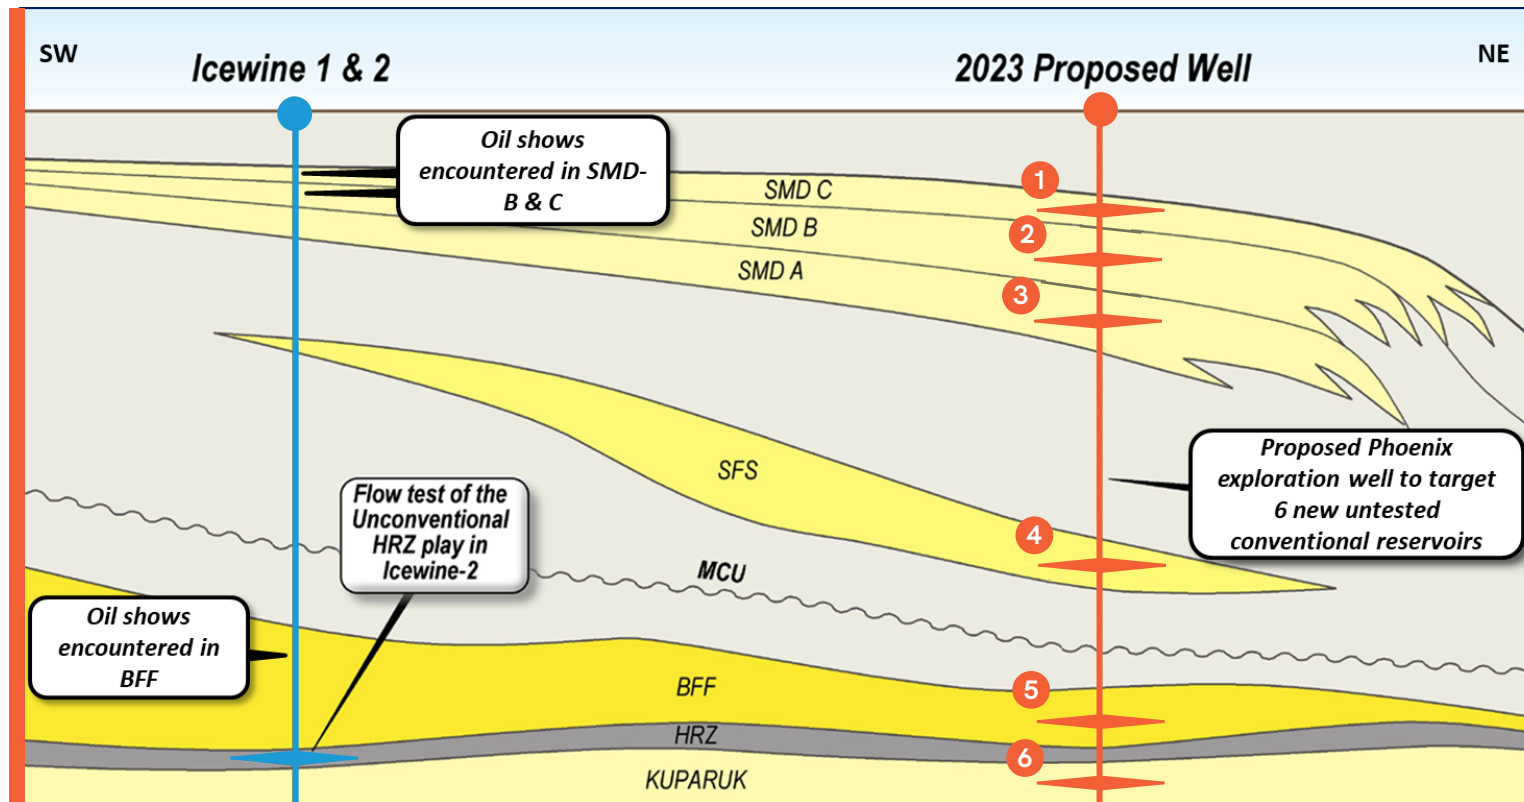 SW
Icewine 1 & 2
2023 Proposed Well
NE
Oil shows
encountered in SMD-
B & C
SMD C
SMD B
SMD A
1
2
3
SFS
4
Proposed Phoenix
exploration well to target
6 new untested
conventional reservoirs
Flow test of the
Unconventional
HRZ play in
Icewine-2
MCU
Oil shows
encountered in
BFF
BFF
5
HRZ
6
KUPARUK